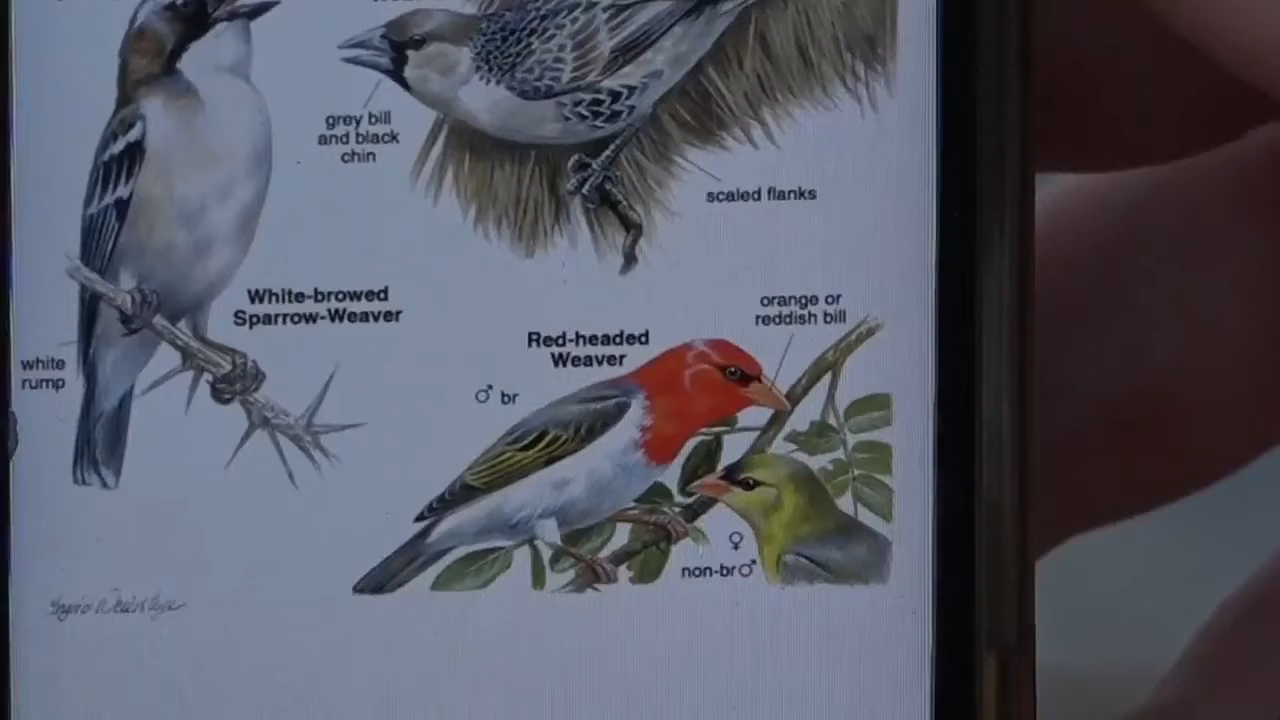 grey bill
and black
chin
scaled flanks
White-browed
Sparrow-Weaver
white
rump
orange or
reddish bill
Red-headed
Weaver
♂ br
♀
non-br♂